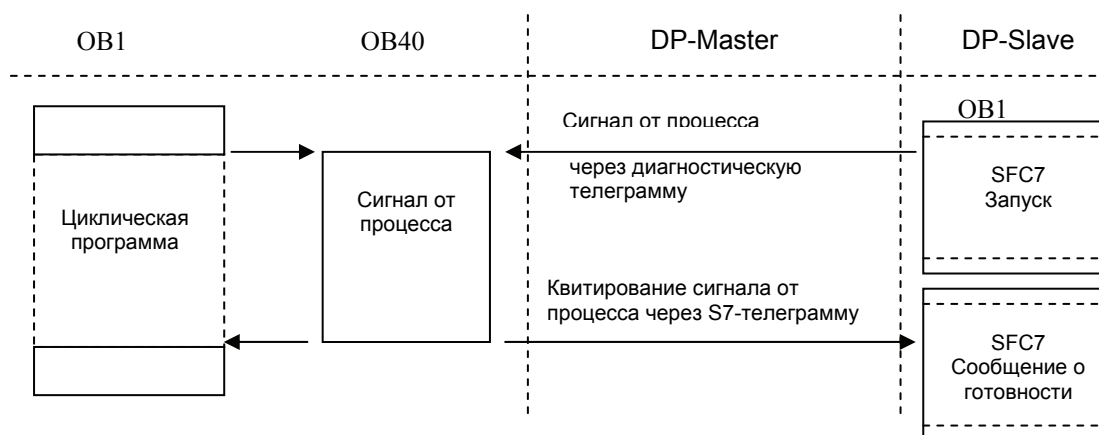 OB1
OB40
DP-Master
DP-Slave
OB1
Сигнал от процесса
через диагностическую
телеграмму
SFC7
Запуск
Циклическая
программа
Сигнал от
процесса
Квитирование сигнала от
процесса через S7-телеграмму
SFC7
Сообщение о
готовности